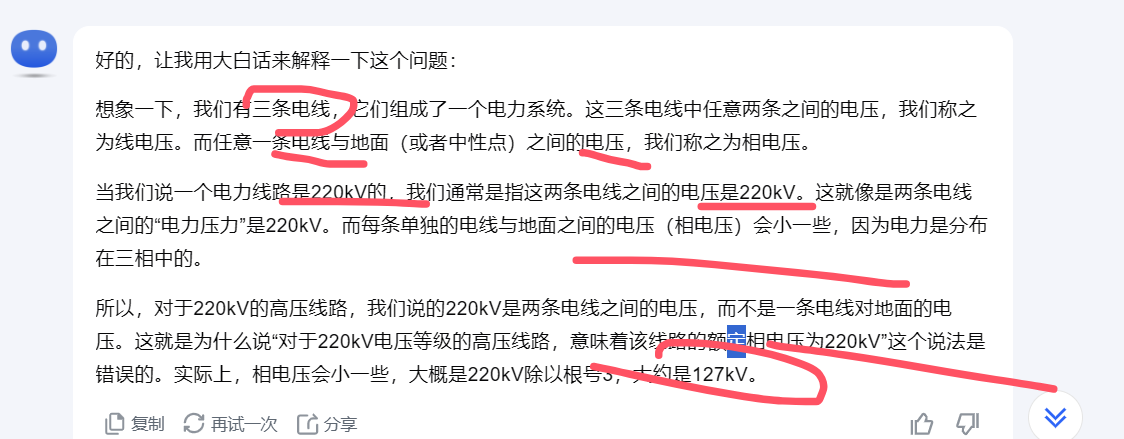 好的，让我用大白话来解释一下这个问题：
想象一下，我们有三条电线，它们组成了一个电力系统。这三条电线中任意两条之间的电压，我们称之
为线电压。而任意一条电线与地面（或者中性点）之间的电压，我们称之为相电压。
当我们说一个电力线路是220kV的，我们通常是指这两条电线之间的电压是220kV。这就像是两条电线
之间的“电力压力”是220kV。而每条单独的电线与地面之间的电压（相电压）会小一些，因为电力是分布
在三相中的。
所以，对于220kV的高压线路，我们说的220kV是两条电线之间的电压，而不是一条电线对地面的电
压。这就是为什么说“对于220kV电压等级的高压线路，意味着该线路的额定相电压为220kV”这个说法是
错误的。实际上，相电压会小一些，大概是220kV除以根号3，大约是127kV。
复制 再试一次 分享